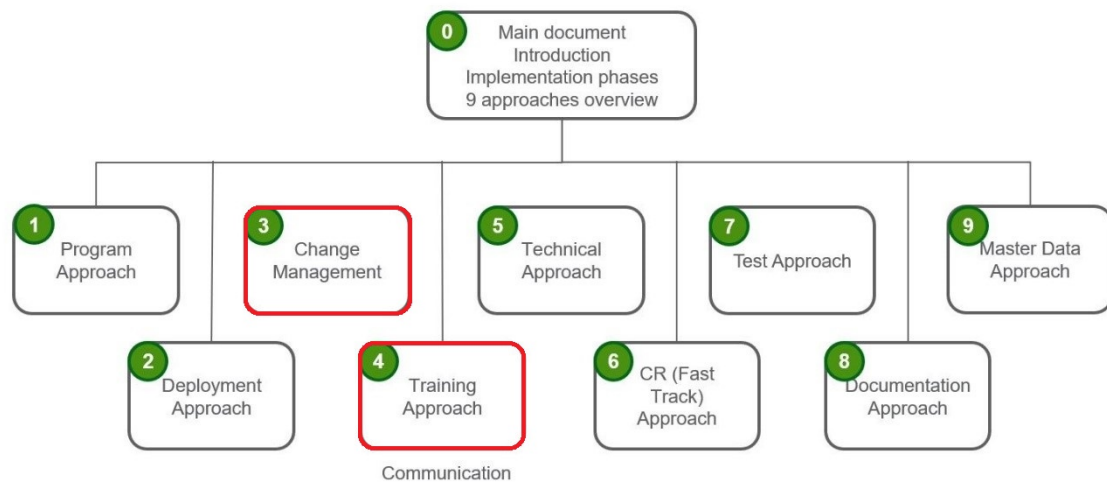 0
Main document
Introduction
Implementation phases
9 approaches overview
1
Program
Approach
3
Change
Management
5
Technical
Approach
7
Test Approach
9
Master Data
Approach
2
Deployment
Approach
4
Training
Approach
6
CR (Fast
Track)
Approach
8
Documentation
Approach
Communication